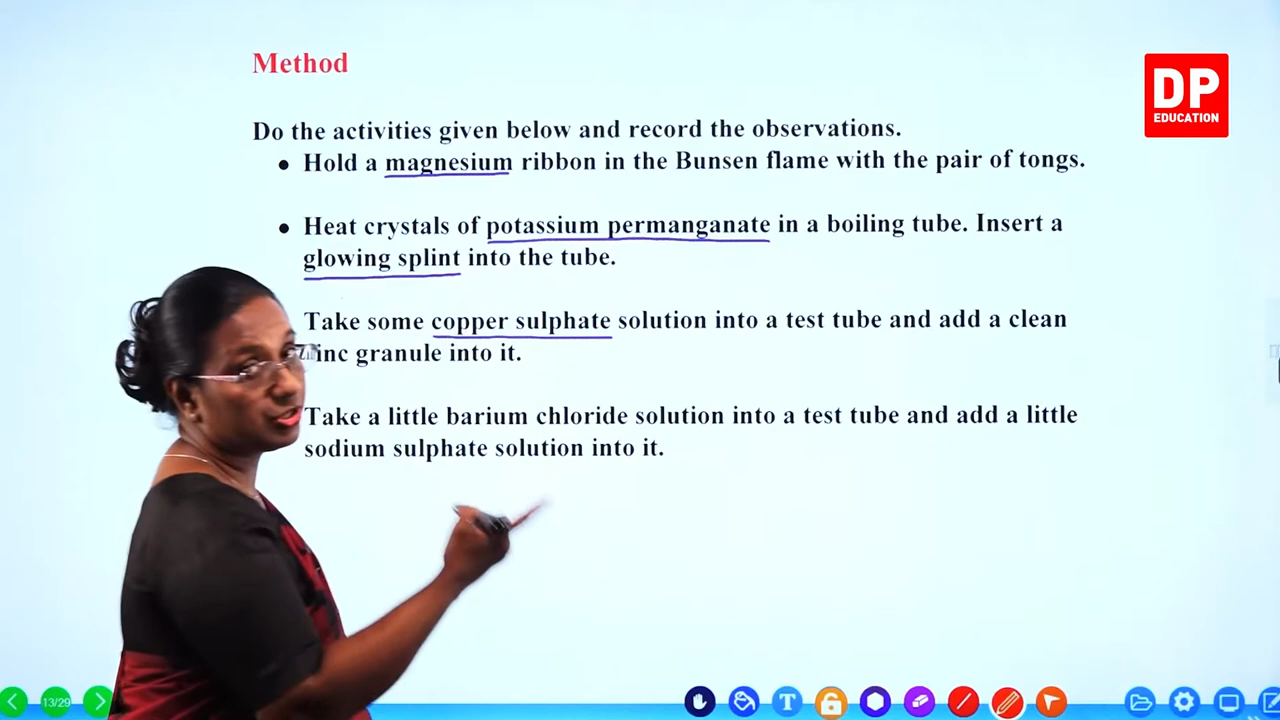 Method
DP
EDUCATION
Do the activities given below and record the observations.
• Hold a magnesium ribbon in the Bunsen flame with the pair of tongs.
• Heat crystals of potassium permanganate in a boiling tube. Insert a
glowing splint into the tube.
Take some copper sulphate solution into a test tube and add a clean
zinc granule into it.
Take a little barium chloride solution into a test tube and add a little
sodium sulphate solution into it.
13/29
T